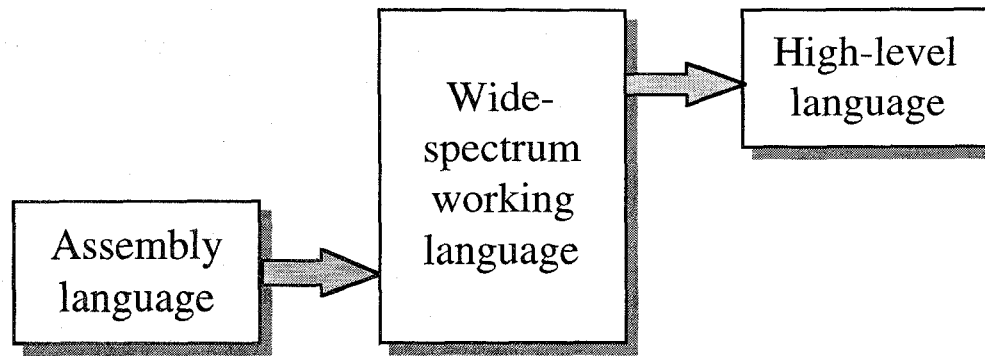 Assembly
language
Wide-
spectrum
working
language
High-level
language